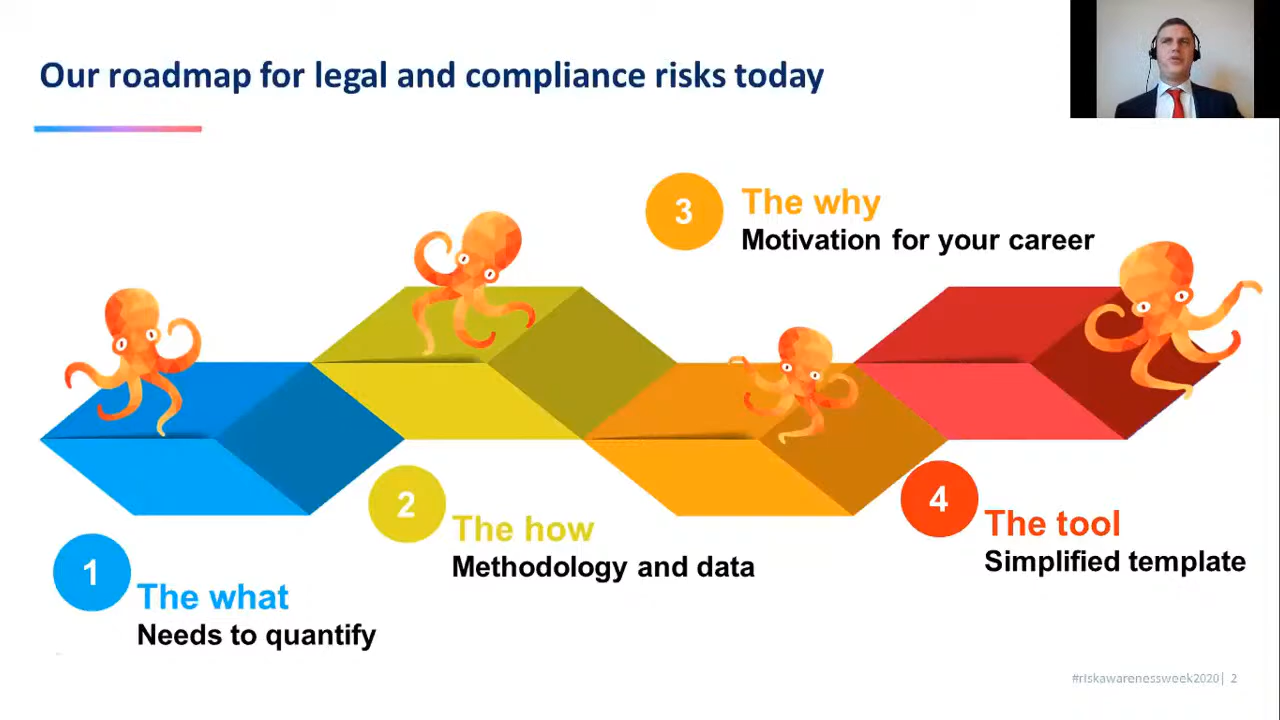 Our roadmap for legal and compliance risks today
3
The why
Motivation for your career
2
The how
Methodology and data
4
The tool
Simplified template
1
The what
Needs to quantify
#riskawarenessweek2020| 2